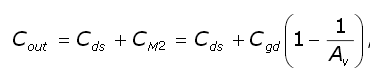 C_out = C_ds + C_M2 = C_ds + C_gd(1 − 1/A_v),